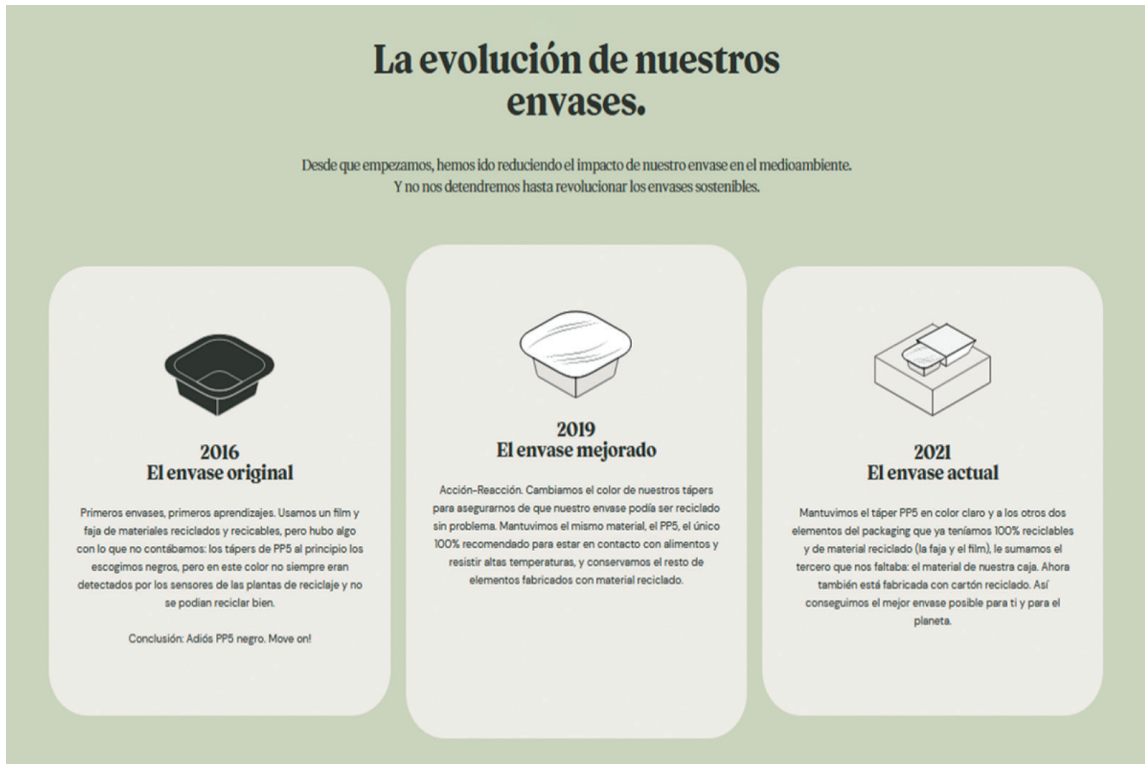 La evolución de nuestros
envases.
Desde que empezamos, hemos ido reduciendo el impacto de nuestro envase en el medioambiente.
Y no nos detendremos hasta revolucionar los envases sostenibles.
2016
El envase original
Primeros envases, primeros aprendizajes. Usamos un film y
faja de materiales reciclados y recicables, pero hubo algo
con lo que no contábamos: los tápers de PP5 al principio los
escogimos negros, pero en este color no siempre eran
detectados por los sensores de las plantas de reciclaje y no
se podían reciclar bien.
Conclusión: Adiós PP5 negro. Move on!
2019
El envase mejorado
Acción-Reacción. Cambiamos el color de nuestros tápers
para asegurarnos de que nuestro envase podía ser reciclado
sin problema. Mantuvimos el mismo material, el PP5, el único
100% recomendado para estar en contacto con alimentos y
resistir altas temperaturas, y conservamos el resto de
elementos fabricados con material reciclado.
2021
El envase actual
Mantuvimos el táper PP5 en color claro y a los otros dos
elementos del packaging que ya teníamos 100% reciclables
y de material reciclado (la faja y el film), le sumamos el
tercero que nos faltaba: el material de nuestra caja. Ahora
también está fabricada con cartón reciclado. Así
conseguimos el mejor envase posible para ti y para el
planeta.